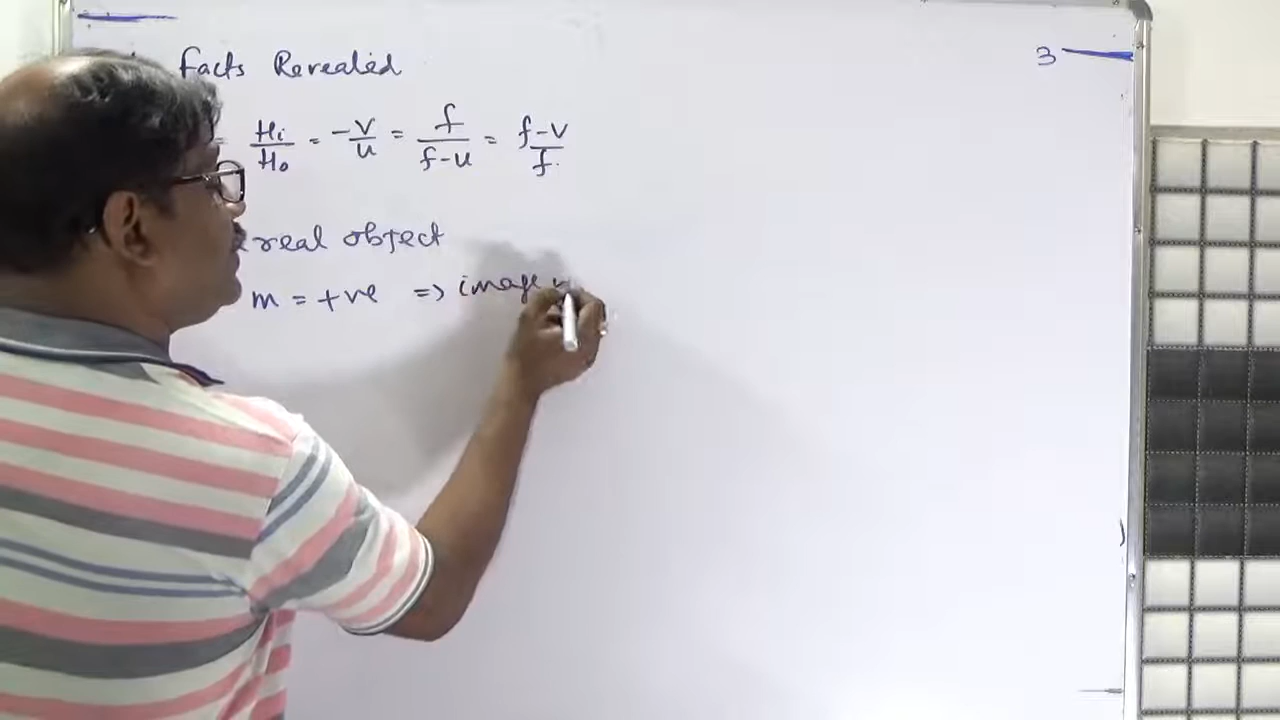 Facts Revealed
3
= Hi/Ho = -v/u = f/f-u = f-v/f
real object
m = +ve => image